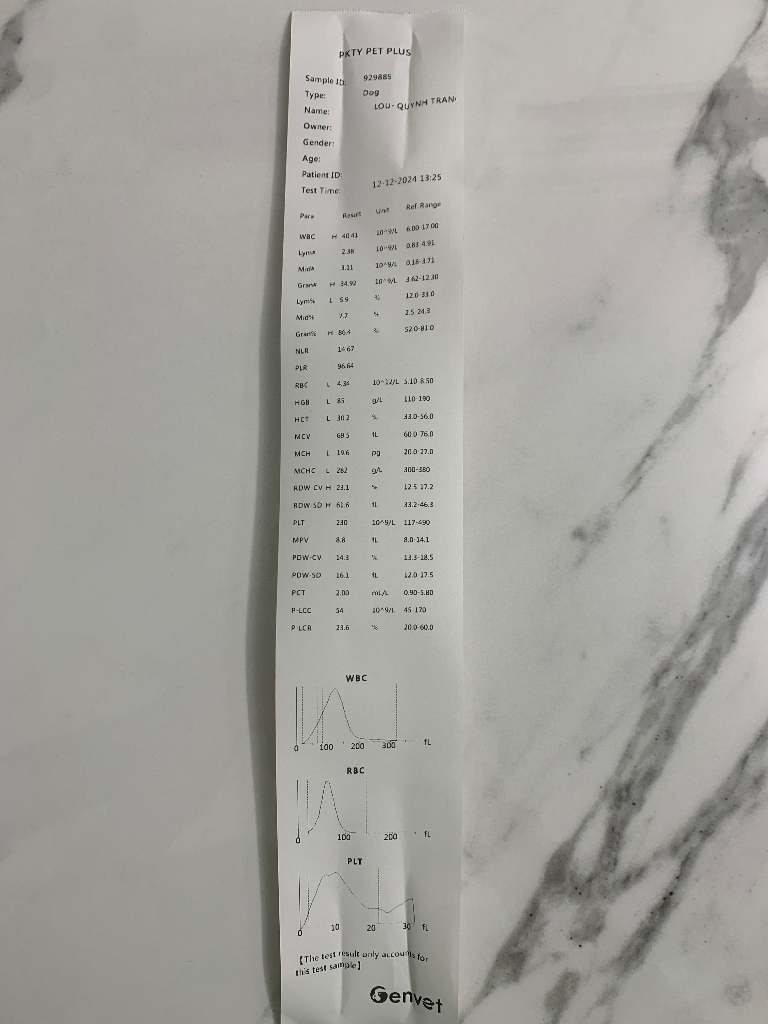 PKTY PET PLUS
Sample ID: 929885
Type: Dog
Name: LOU- QUYNH TRAN
Owner:
Gender:
Age:
Patient ID:
Test Time: 12-12-2024 13:25
Para Result Unit Ref. Range
WBC H 40.41 10^9/L 6.00-17.00
Lym# 2.38 10^9/L 0.83-4.91
Mid# 3.11 10^9/L 0.18-3.71
Gran# H 34.92 10^9/L 3.62-12.30
Lym% L 5.9 % 12.0-33.0
Mid% 7.7 % 2.5-24.3
Gran% H 86.4 % 52.0-81.0
NLR 14.67
PLR 96.64
RBC L 4.34 10^12/L 5.10-8.50
HGB L 85 g/L 110-190
HCT L 30.2 % 33.0-56.0
MCV 69.5 fL 60.0-76.0
MCH L 19.6 pg 20.0-27.0
MCHC L 282 g/L 300-380
RDW-CV H 23.1 % 12.5-17.2
RDW-SD H 61.6 fL 33.2-46.3
PLT 230 10^9/L 117-490
MPV 8.8 fL 8.0-14.1
PDW-CV 14.3 % 13.3-18.5
PDW-SD 16.1 fL 12.0-17.5
PCT 2.00 mL/L 0.90-5.80
P-LCC 54 10^9/L 45-170
P-LCR 23.6 % 20.0-60.0
WBC
0 100 200 300 fL
RBC
0 100 200 fL
PLT
0 10 20 30 fL
【The test result only accounts for
this test sample】
Genvet